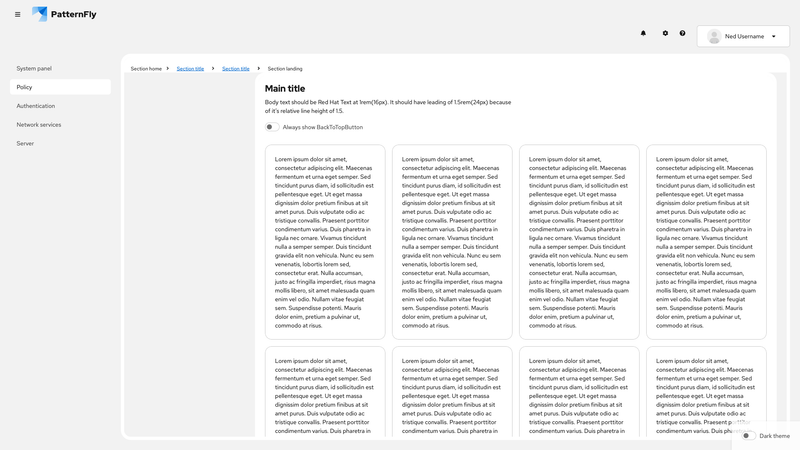 PatternFly
Ned Username
System panel
Policy
Authentication
Network services
Server
Section home
Section title
Section title
Section landing
Main title
Body text should be Red Hat Text at 1rem(16px). It should have leading of 1.5rem(24px) because
of it's relative line height of 1.5.
Always show BackToTopButton
Lorem ipsum dolor sit amet,
consectetur adipiscing elit. Maecenas
fermentum et urna eget semper. Sed
tincidunt purus diam, id sollicitudin est
pellentesque eget. Ut eget massa
dignissim dolor pretium finibus at sit
amet purus. Duis vulputate odio ac
tristique convallis. Praesent porttitor
condimentum varius. Duis pharetra in
ligula nec ornare. Vivamus tincidunt
nulla a semper semper. Duis tincidunt
gravida elit non vehicula. Nunc eu sem
venenatis, lobortis lorem sed,
consectetur erat. Nulla accumsan,
justo ac fringilla imperdiet, risus magna
mollis libero, sit amet malesuada quam
enim vel odio. Nullam vitae feugiat
sem. Suspendisse potenti. Mauris
dolor enim, pretium a pulvinar ut,
commodo at risus.
Lorem ipsum dolor sit amet,
consectetur adipiscing elit. Maecenas
fermentum et urna eget semper. Sed
tincidunt purus diam, id sollicitudin est
pellentesque eget. Ut eget massa
dignissim dolor pretium finibus at sit
amet purus. Duis vulputate odio ac
tristique convallis. Praesent porttitor
condimentum varius. Duis pharetra in
ligula nec ornare. Vivamus tincidunt
nulla a semper semper. Duis tincidunt
gravida elit non vehicula. Nunc eu sem
venenatis, lobortis lorem sed,
consectetur erat. Nulla accumsan,
justo ac fringilla imperdiet, risus magna
mollis libero, sit amet malesuada quam
enim vel odio. Nullam vitae feugiat
sem. Suspendisse potenti. Mauris
dolor enim, pretium a pulvinar ut,
commodo at risus.
Lorem ipsum dolor sit amet,
consectetur adipiscing elit. Maecenas
fermentum et urna eget semper. Sed
tincidunt purus diam, id sollicitudin est
pellentesque eget. Ut eget massa
dignissim dolor pretium finibus at sit
amet purus. Duis vulputate odio ac
tristique convallis. Praesent porttitor
condimentum varius. Duis pharetra in
ligula nec ornare. Vivamus tincidunt
nulla a semper semper. Duis tincidunt
gravida elit non vehicula. Nunc eu sem
venenatis, lobortis lorem sed,
consectetur erat. Nulla accumsan,
justo ac fringilla imperdiet, risus magna
mollis libero, sit amet malesuada quam
enim vel odio. Nullam vitae feugiat
sem. Suspendisse potenti. Mauris
dolor enim, pretium a pulvinar ut,
commodo at risus.
Lorem ipsum dolor sit amet,
consectetur adipiscing elit. Maecenas
fermentum et urna eget semper. Sed
tincidunt purus diam, id sollicitudin est
pellentesque eget. Ut eget massa
dignissim dolor pretium finibus at sit
amet purus. Duis vulputate odio ac
tristique convallis. Praesent porttitor
condimentum varius. Duis pharetra in
ligula nec ornare. Vivamus tincidunt
nulla a semper semper. Duis tincidunt
gravida elit non vehicula. Nunc eu sem
venenatis, lobortis lorem sed,
consectetur erat. Nulla accumsan,
justo ac fringilla imperdiet, risus magna
mollis libero, sit amet malesuada quam
enim vel odio. Nullam vitae feugiat
sem. Suspendisse potenti. Mauris
dolor enim, pretium a pulvinar ut,
commodo at risus.
Lorem ipsum dolor sit amet,
consectetur adipiscing elit. Maecenas
fermentum et urna eget semper. Sed
tincidunt purus diam, id sollicitudin est
pellentesque eget. Ut eget massa
dignissim dolor pretium finibus at sit
amet purus. Duis vulputate odio ac
tristique convallis. Praesent porttitor
condimentum varius. Duis pharetra in
Lorem ipsum dolor sit amet,
consectetur adipiscing elit. Maecenas
fermentum et urna eget semper. Sed
tincidunt purus diam, id sollicitudin est
pellentesque eget. Ut eget massa
dignissim dolor pretium finibus at sit
amet purus. Duis vulputate odio ac
tristique convallis. Praesent porttitor
condimentum varius. Duis pharetra in
Lorem ipsum dolor sit amet,
consectetur adipiscing elit. Maecenas
fermentum et urna eget semper. Sed
tincidunt purus diam, id sollicitudin est
pellentesque eget. Ut eget massa
dignissim dolor pretium finibus at sit
amet purus. Duis vulputate odio ac
tristique convallis. Praesent porttitor
condimentum varius. Duis pharetra in
Lorem ipsum dolor sit amet,
consectetur adipiscing elit. Maecenas
fermentum et urna eget semper. Sed
tincidunt purus diam, id sollicitudin est
pellentesque eget. Ut eget massa
dignissim dolor pretium finibus at sit
amet purus. Duis vulputate odio ac
tristique convallis. Praesent porttitor
condimentum varius. Duis pharetra in
Dark theme